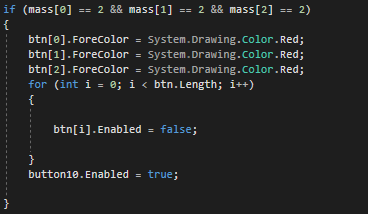 if (mass[0] == 2 && mass[1] == 2 && mass[2] == 2)
{
btn[0].ForeColor = System.Drawing.Color.Red;
btn[1].ForeColor = System.Drawing.Color.Red;
btn[2].ForeColor = System.Drawing.Color.Red;
for (int i = 0; i < btn.Length; i++)
{
btn[i].Enabled = false;
}
button10.Enabled = true;
}